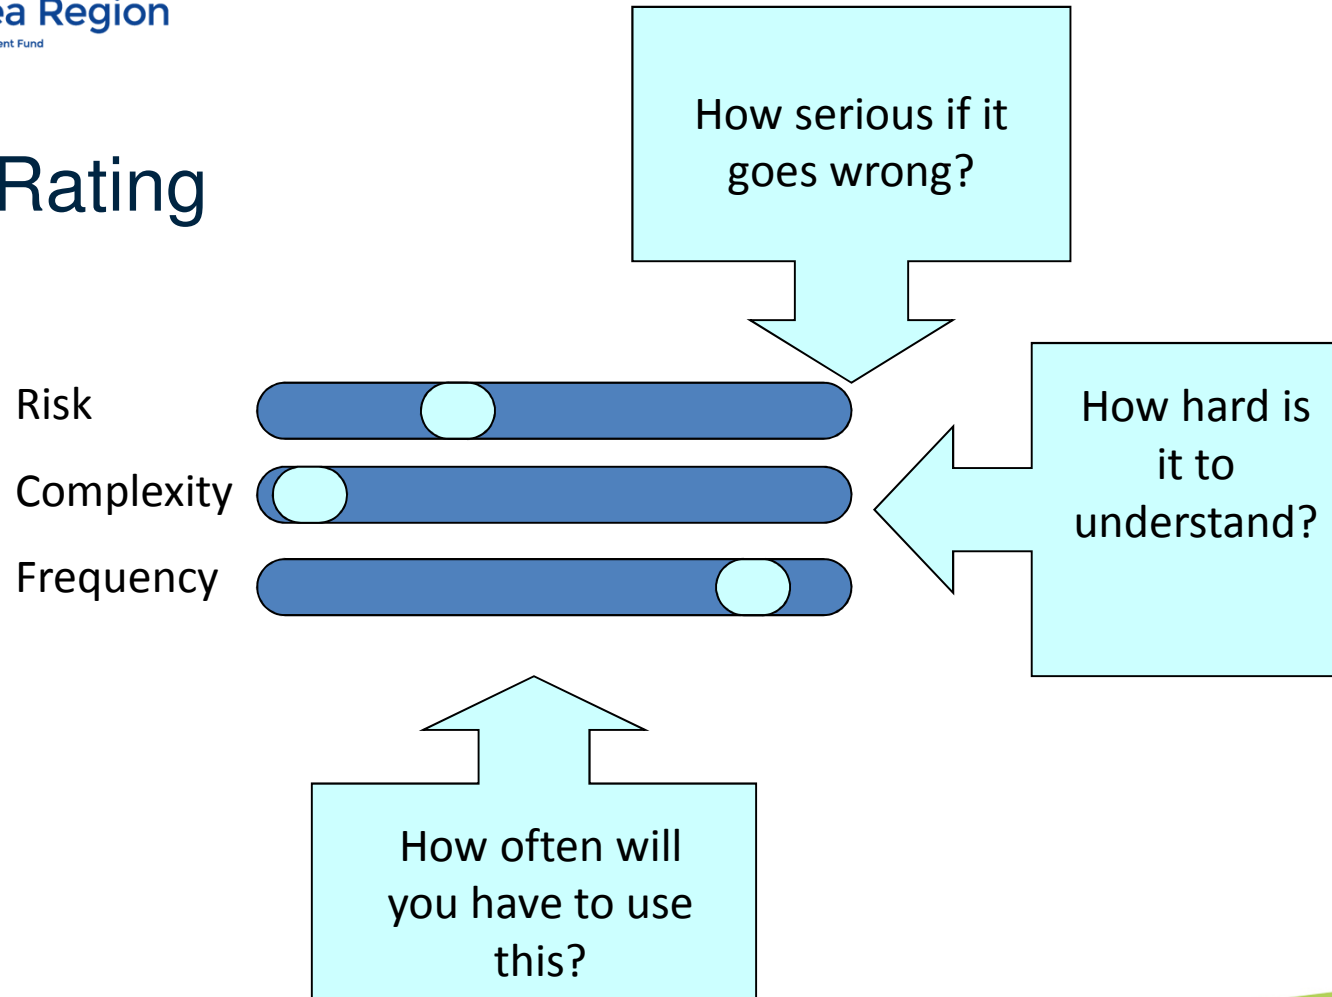 ea Region
ent Fund
Rating
How serious if it
goes wrong?
Risk
Complexity
Frequency
How hard is
it to
understand?
How often will
you have to use
this?